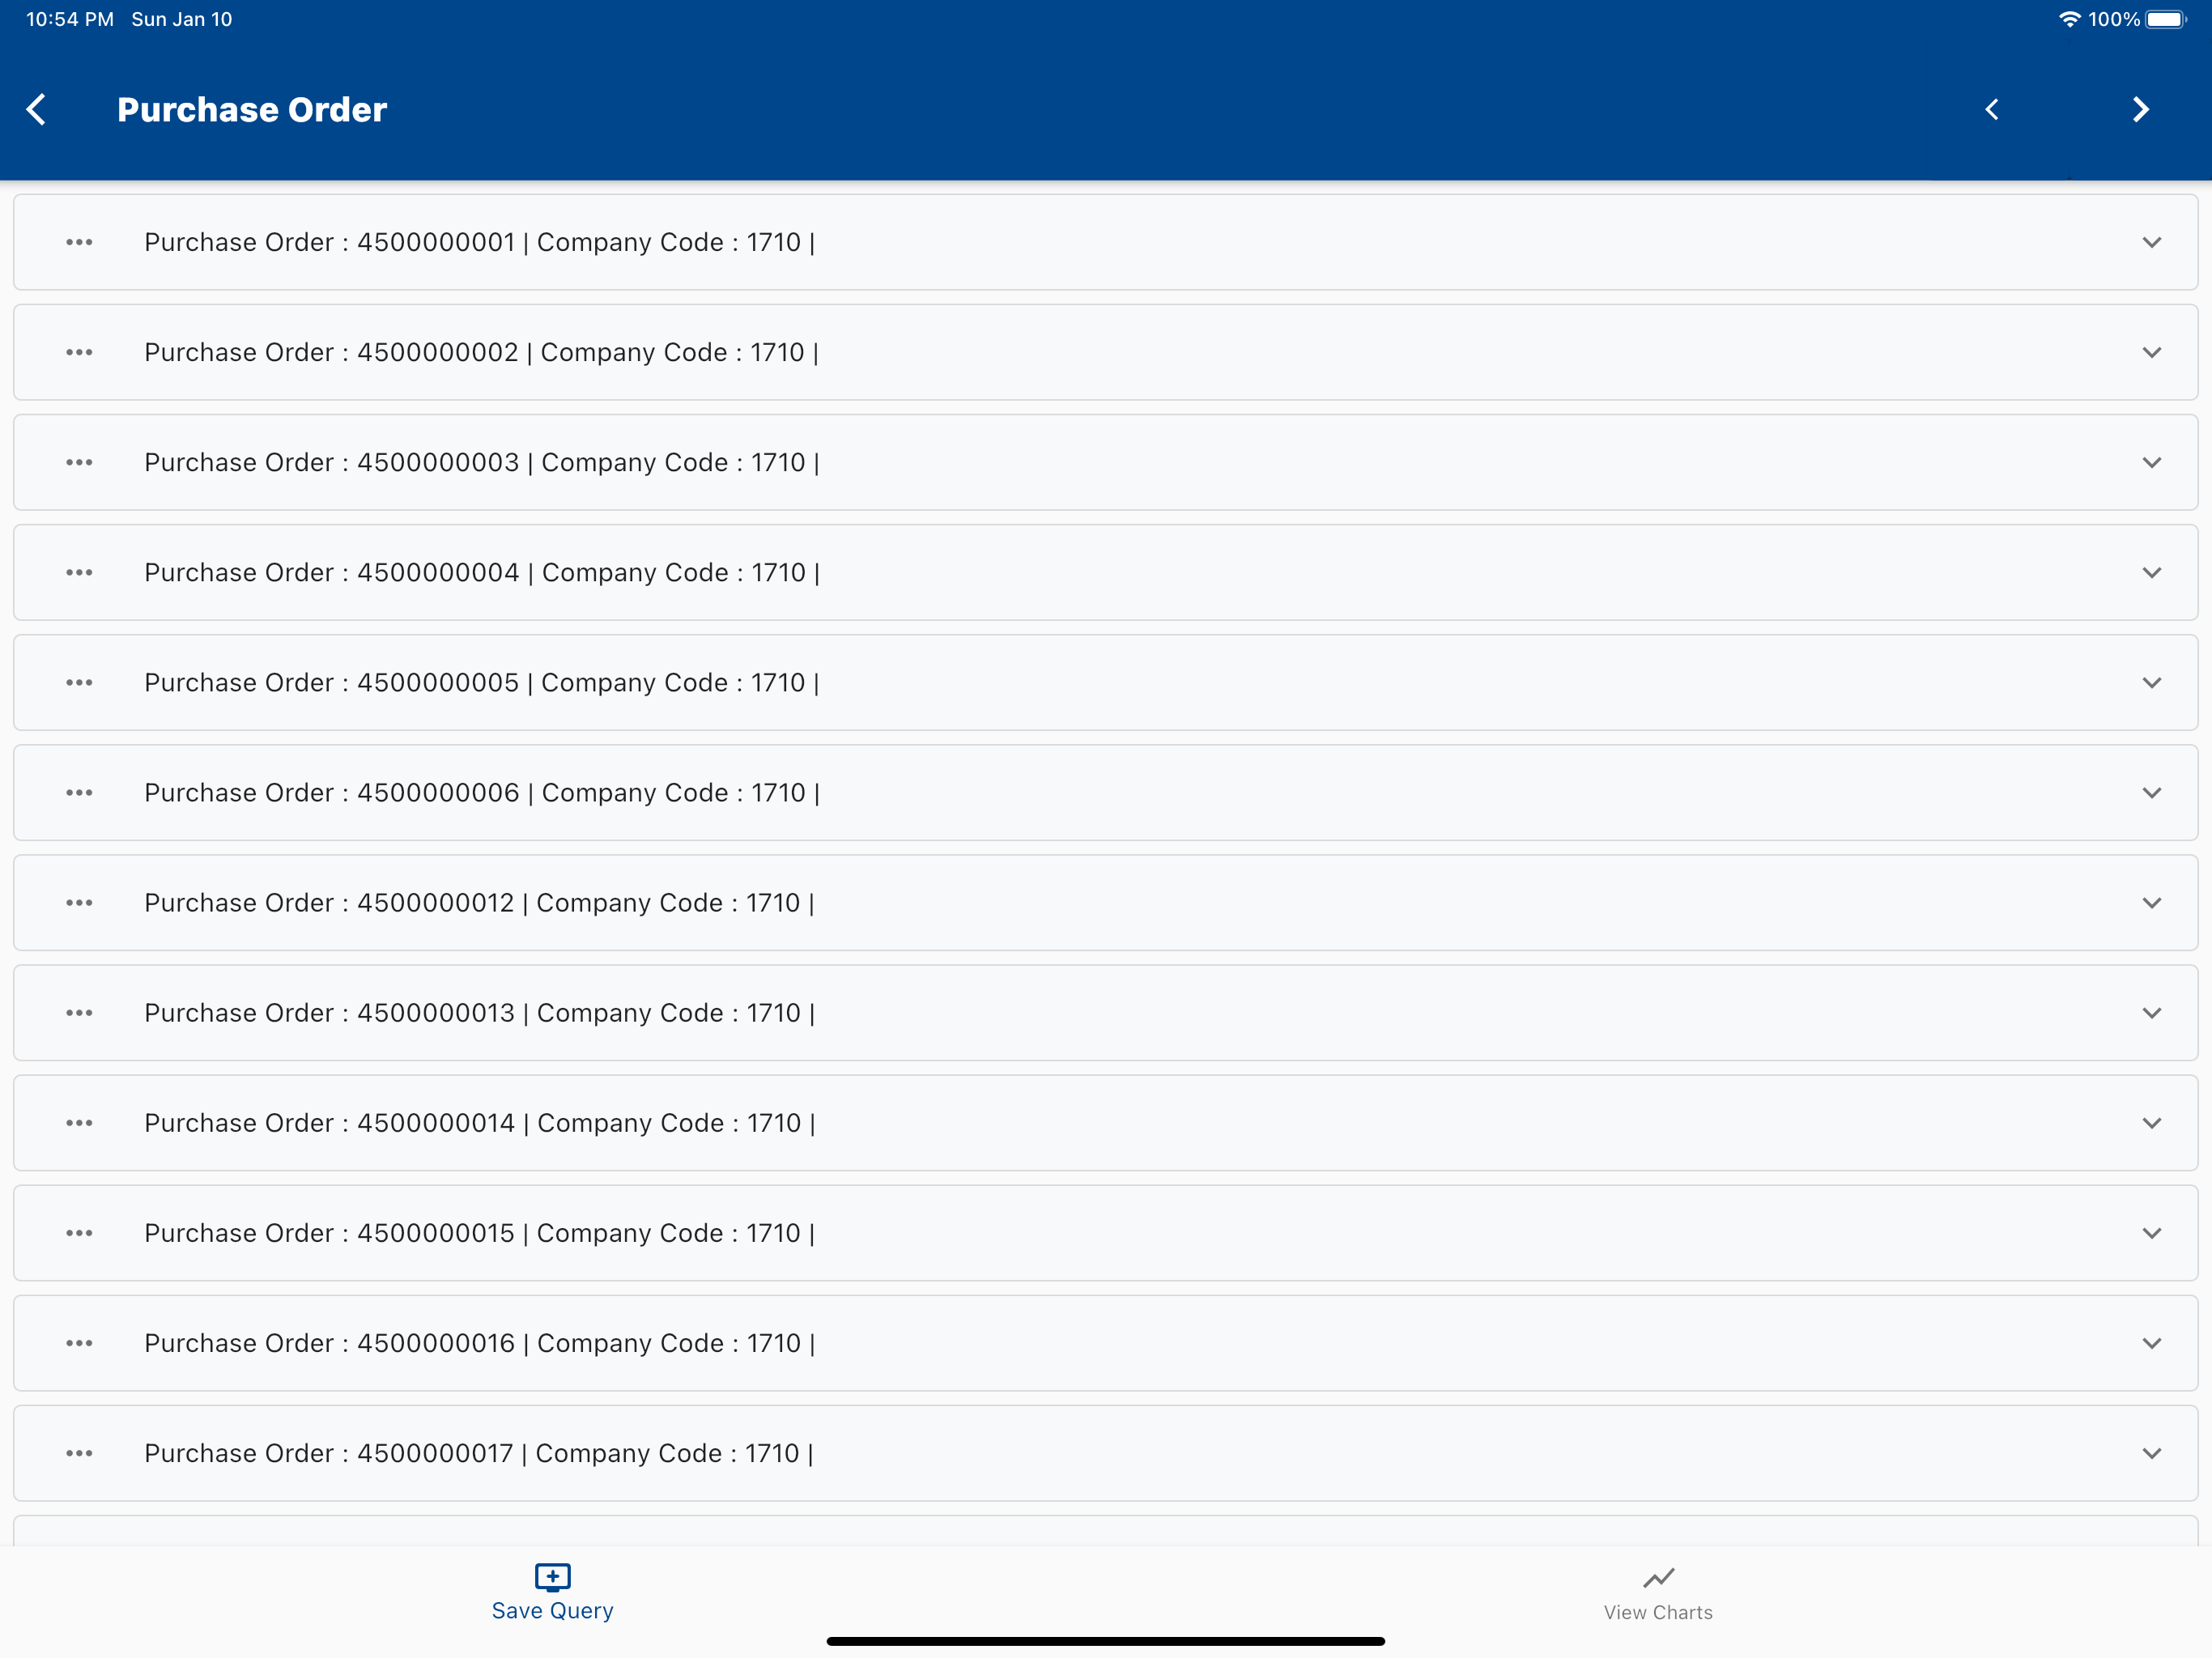 10:54 PM Sun Jan 10 100%
Purchase Order
Purchase Order : 4500000001 | Company Code : 1710 |
Purchase Order : 4500000002 | Company Code : 1710 |
Purchase Order : 4500000003 | Company Code : 1710 |
Purchase Order : 4500000004 | Company Code : 1710 |
Purchase Order : 4500000005 | Company Code : 1710 |
Purchase Order : 4500000006 | Company Code : 1710 |
Purchase Order : 4500000012 | Company Code : 1710 |
Purchase Order : 4500000013 | Company Code : 1710 |
Purchase Order : 4500000014 | Company Code : 1710 |
Purchase Order : 4500000015 | Company Code : 1710 |
Purchase Order : 4500000016 | Company Code : 1710 |
Purchase Order : 4500000017 | Company Code : 1710 |
Save Query
View Charts